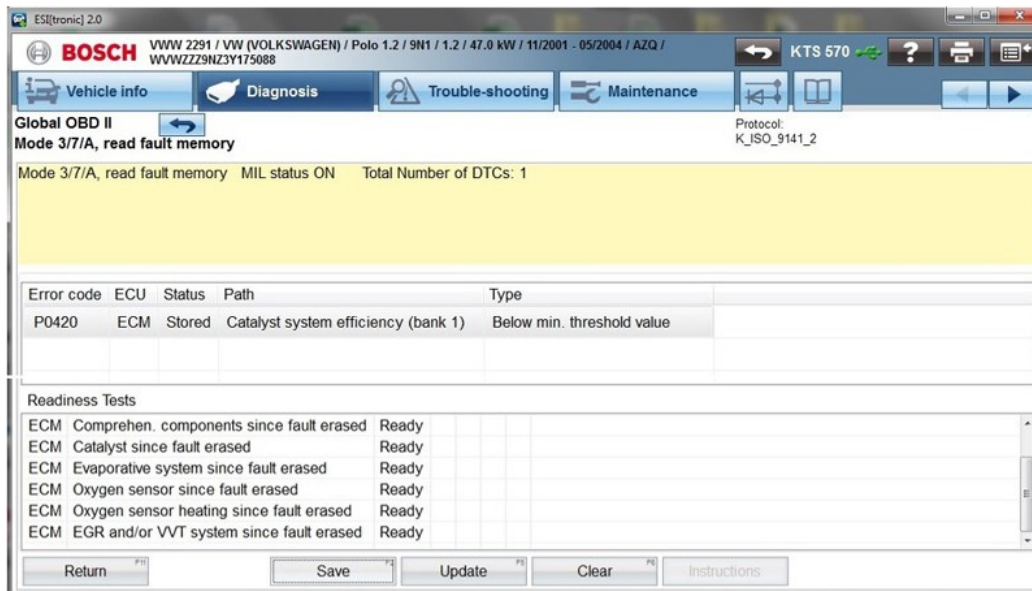 ESI[tronic] 2.0
BOSCH
VWW 2291 / VW (VOLKSWAGEN) / Polo 1.2 / 9N1 / 1.2 / 47.0 kW / 11/2001 - 05/2004 / AZQ /
WVWZZZ9NZ3Y175088
KTS 570
?
Vehicle info
Diagnosis
Trouble-shooting
Maintenance
Global OBD II
Mode 3/7/A, read fault memory
Protocol:
K_ISO_9141_2
Mode 3/7/A, read fault memory MIL status ON Total Number of DTCs: 1
Error code ECU Status Path Type
P0420 ECM Stored Catalyst system efficiency (bank 1) Below min. threshold value
Readiness Tests
ECM Comprehen. components since fault erased Ready
ECM Catalyst since fault erased Ready
ECM Evaporative system since fault erased Ready
ECM Oxygen sensor since fault erased Ready
ECM Oxygen sensor heating since fault erased Ready
ECM EGR and/or VVT system since fault erased Ready
Return F11 Save Update Clear Instructions